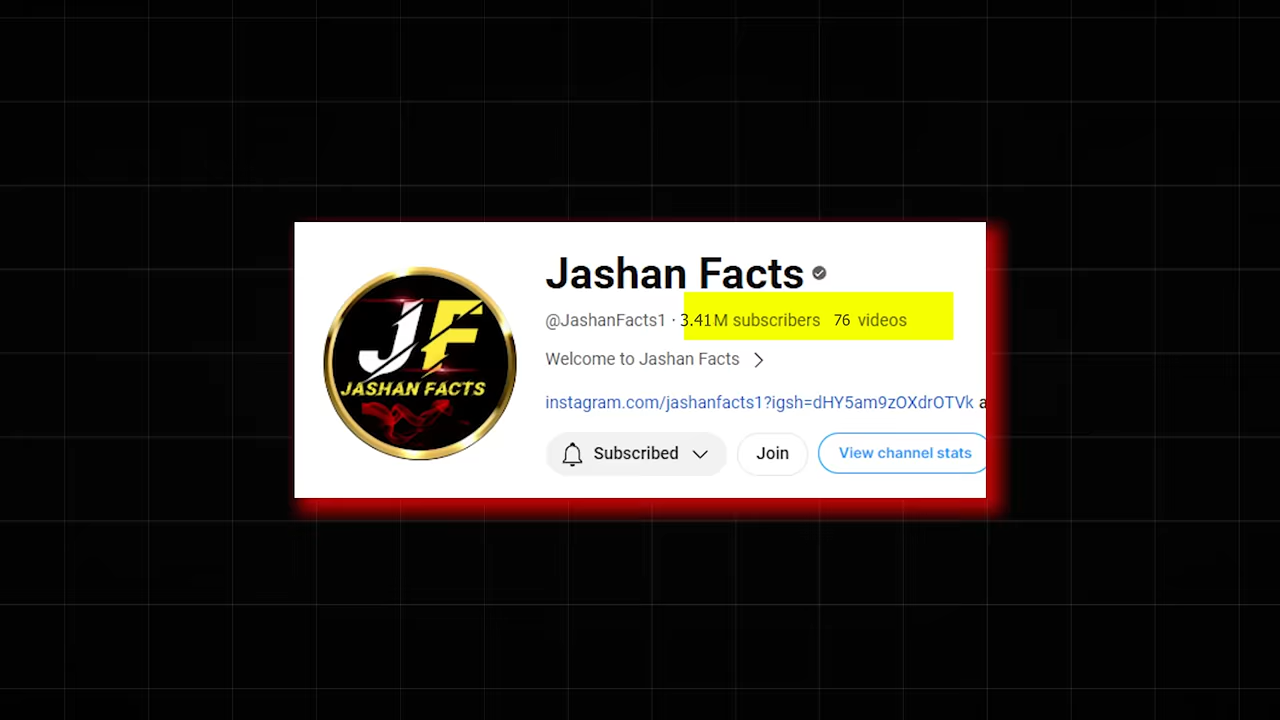 JF
JASHAN FACTS
Jashan Facts
@JashanFacts1 · 3.41M subscribers 76 videos
Welcome to Jashan Facts
instagram.com/jashanfacts1?igsh=dHY5am9zOXdrOTVk a
Subscribed
Join
View channel stats